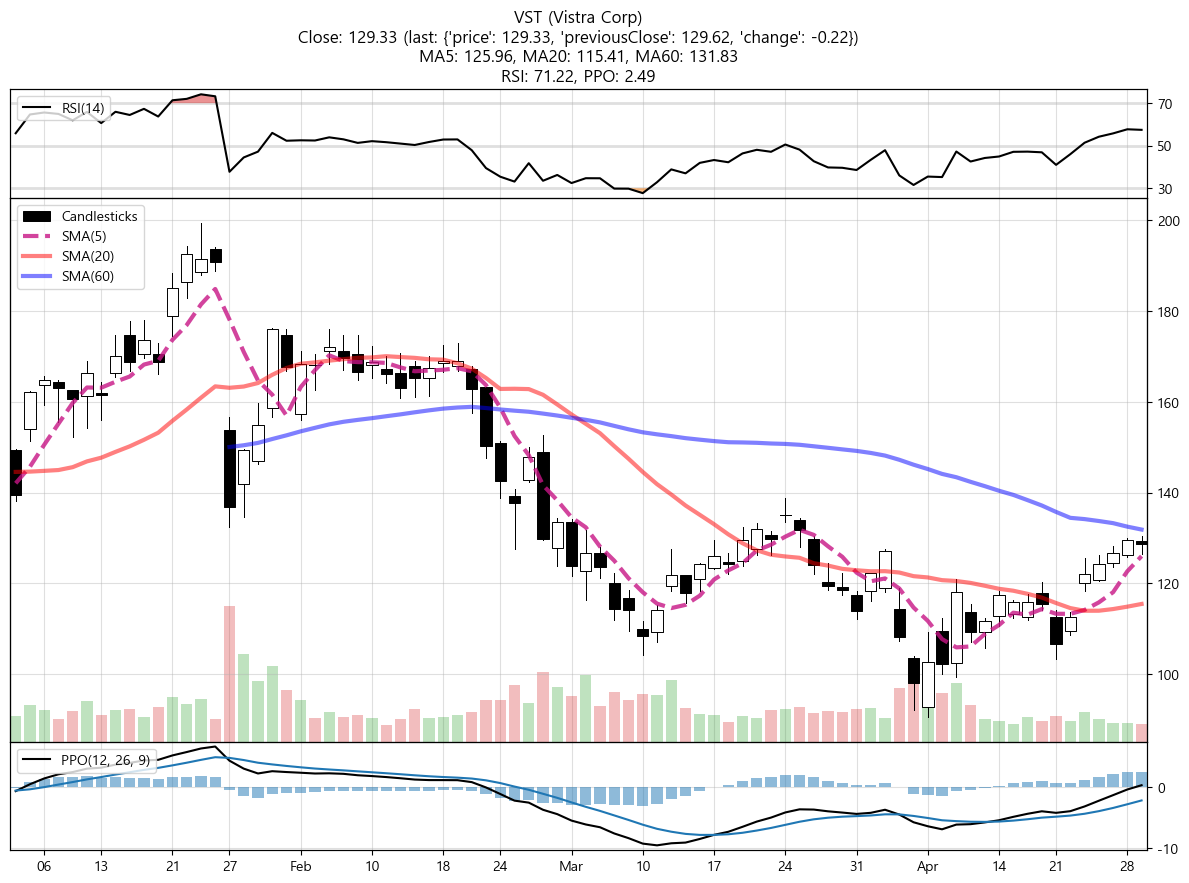 VST (Vistra Corp)
Close: 129.33 (last: {'price': 129.33, 'previousClose': 129.62, 'change': -0.22})
MA5: 125.96, MA20: 115.41, MA60: 131.83
RSI: 71.22, PPO: 2.49
RSI(14)
70
50
30
Candlesticks
SMA(5)
SMA(20)
SMA(60)
200
180
160
140
120
100
PPO(12, 26, 9)
0
-10
06 13 21 27 Feb 10 18 24 Mar 10 17 24 31 Apr 14 21 28